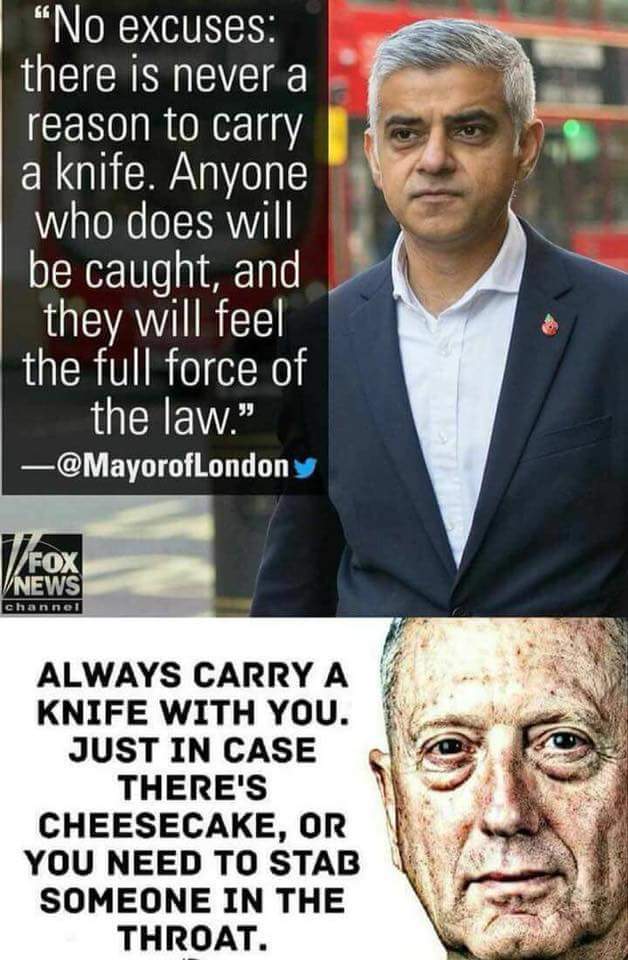 “No excuses:
there is never a
reason to carry
a knife. Anyone
who does will
be caught, and
they will feel
the full force of
the law.”
—@MayorofLondon
FOX
NEWS
channel
ALWAYS CARRY A
KNIFE WITH YOU.
JUST IN CASE
THERE'S
CHEESECAKE, OR
YOU NEED TO STAB
SOMEONE IN THE
THROAT.